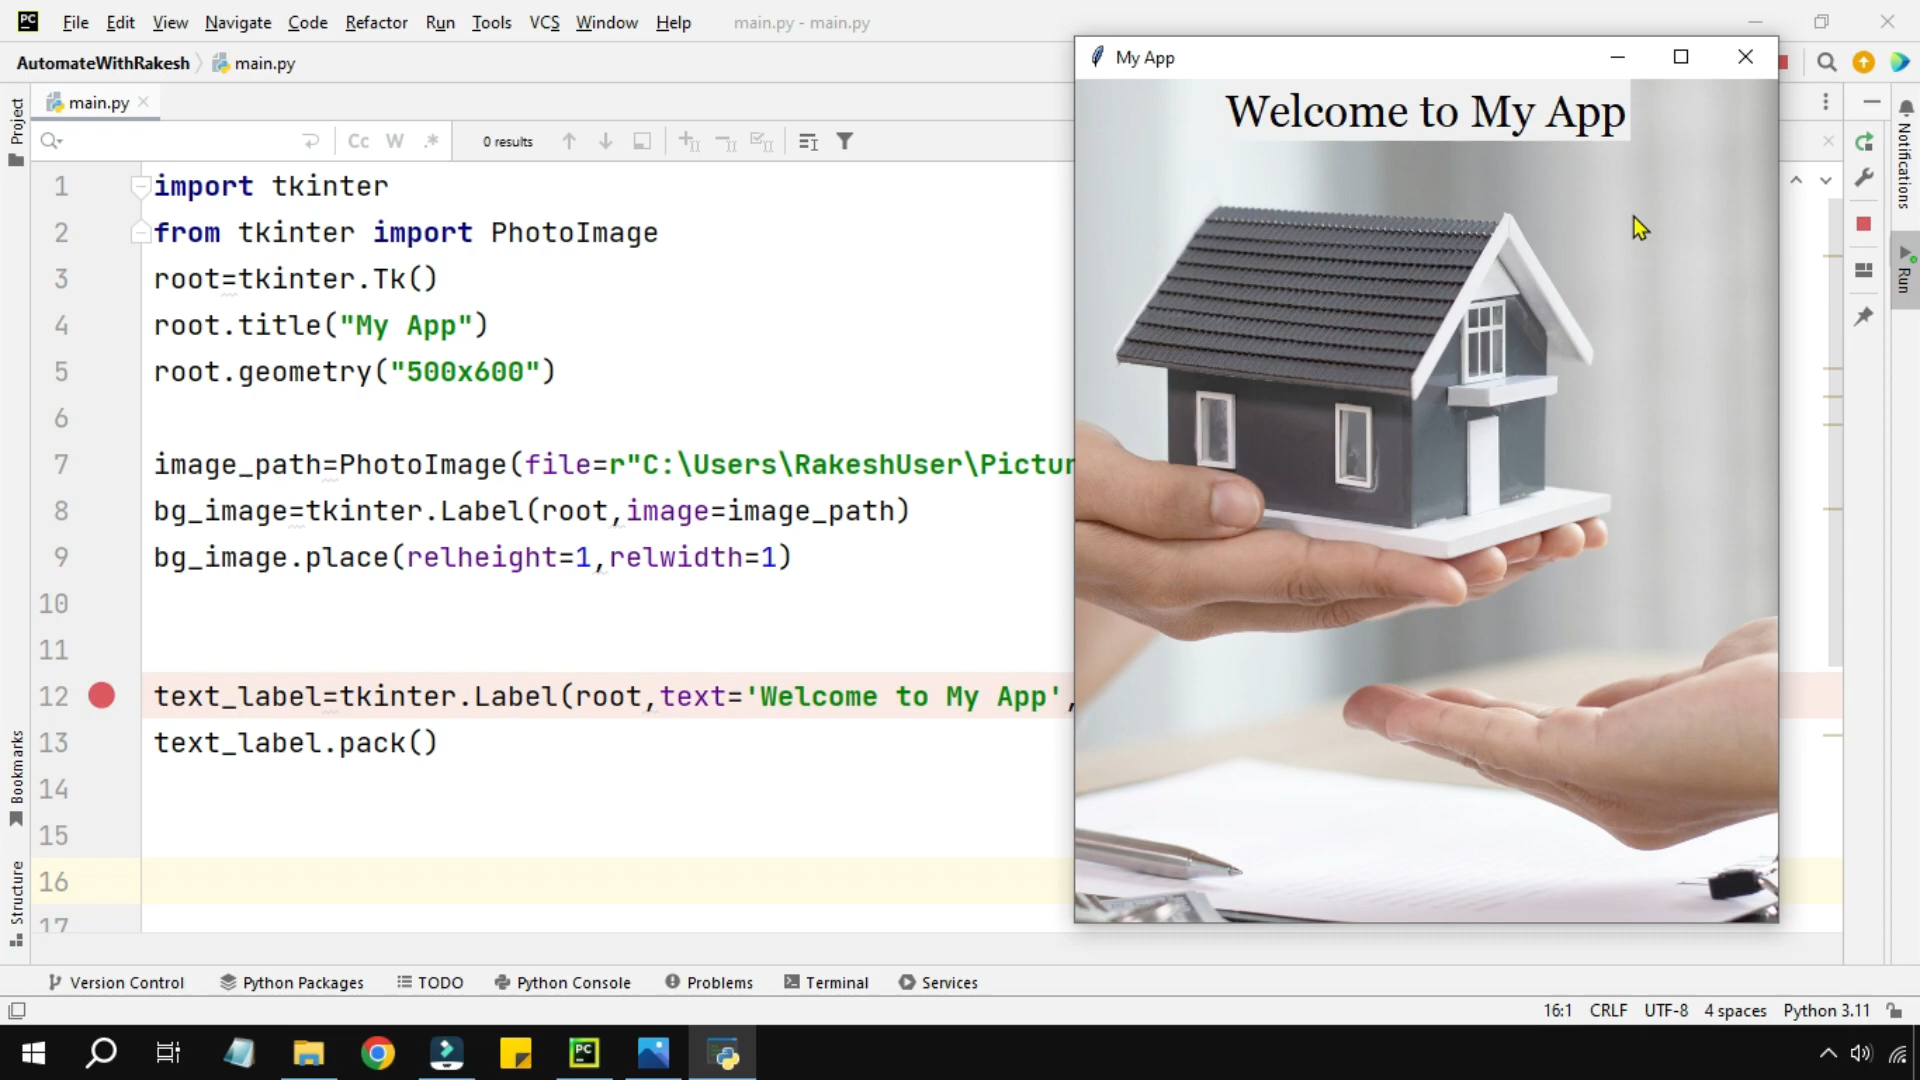 PC File Edit View Navigate Code Refactor Run Tools VCS Window Help main.py - main.py
AutomateWithRakesh main.py
main.py
Cc W .* 0 results
Project
Bookmarks
Structure
1 import tkinter
2 from tkinter import PhotoImage
3 root=tkinter.Tk()
4 root.title("My App")
5 root.geometry("500x600")
6
7 image_path=PhotoImage(file=r"C:\Users\RakeshUser\Pictur
8 bg_image=tkinter.Label(root,image=image_path)
9 bg_image.place(relheight=1,relwidth=1)
10
11
12 text_label=tkinter.Label(root,text='Welcome to My App',
13 text_label.pack()
14
15
16
17
My App
Welcome to My App
Notifications
Run
Version Control Python Packages TODO Python Console Problems Terminal Services
16:1 CRLF UTF-8 4 spaces Python 3.11
PC